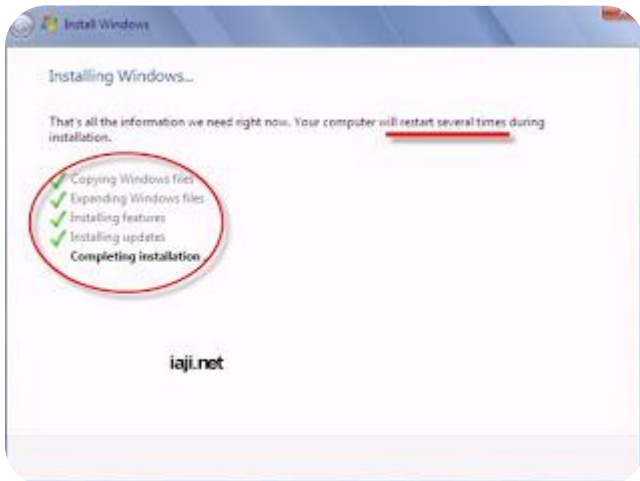 Install Windows
Installing Windows...
That's all the information we need right now. Your computer will restart several times during
installation.
Copying Windows files
Expanding Windows files
Installing features
Installing updates
Completing installation
iaji.net